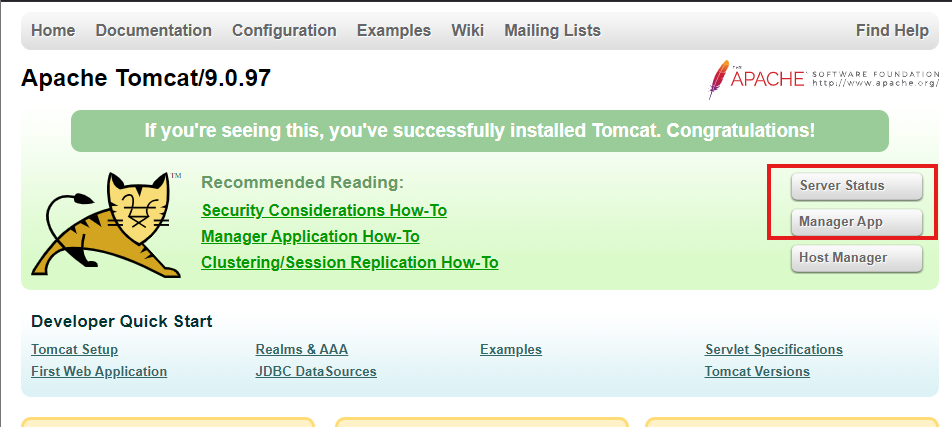 Home Documentation Configuration Examples Wiki Mailing Lists Find Help
Apache Tomcat/9.0.97
THE
APACHE SOFTWARE FOUNDATION
http://www.apache.org/
If you're seeing this, you've successfully installed Tomcat. Congratulations!
TM
Recommended Reading:
Security Considerations How-To
Manager Application How-To
Clustering/Session Replication How-To
Server Status
Manager App
Host Manager
Developer Quick Start
Tomcat Setup
First Web Application
Realms & AAA
JDBC DataSources
Examples
Servlet Specifications
Tomcat Versions